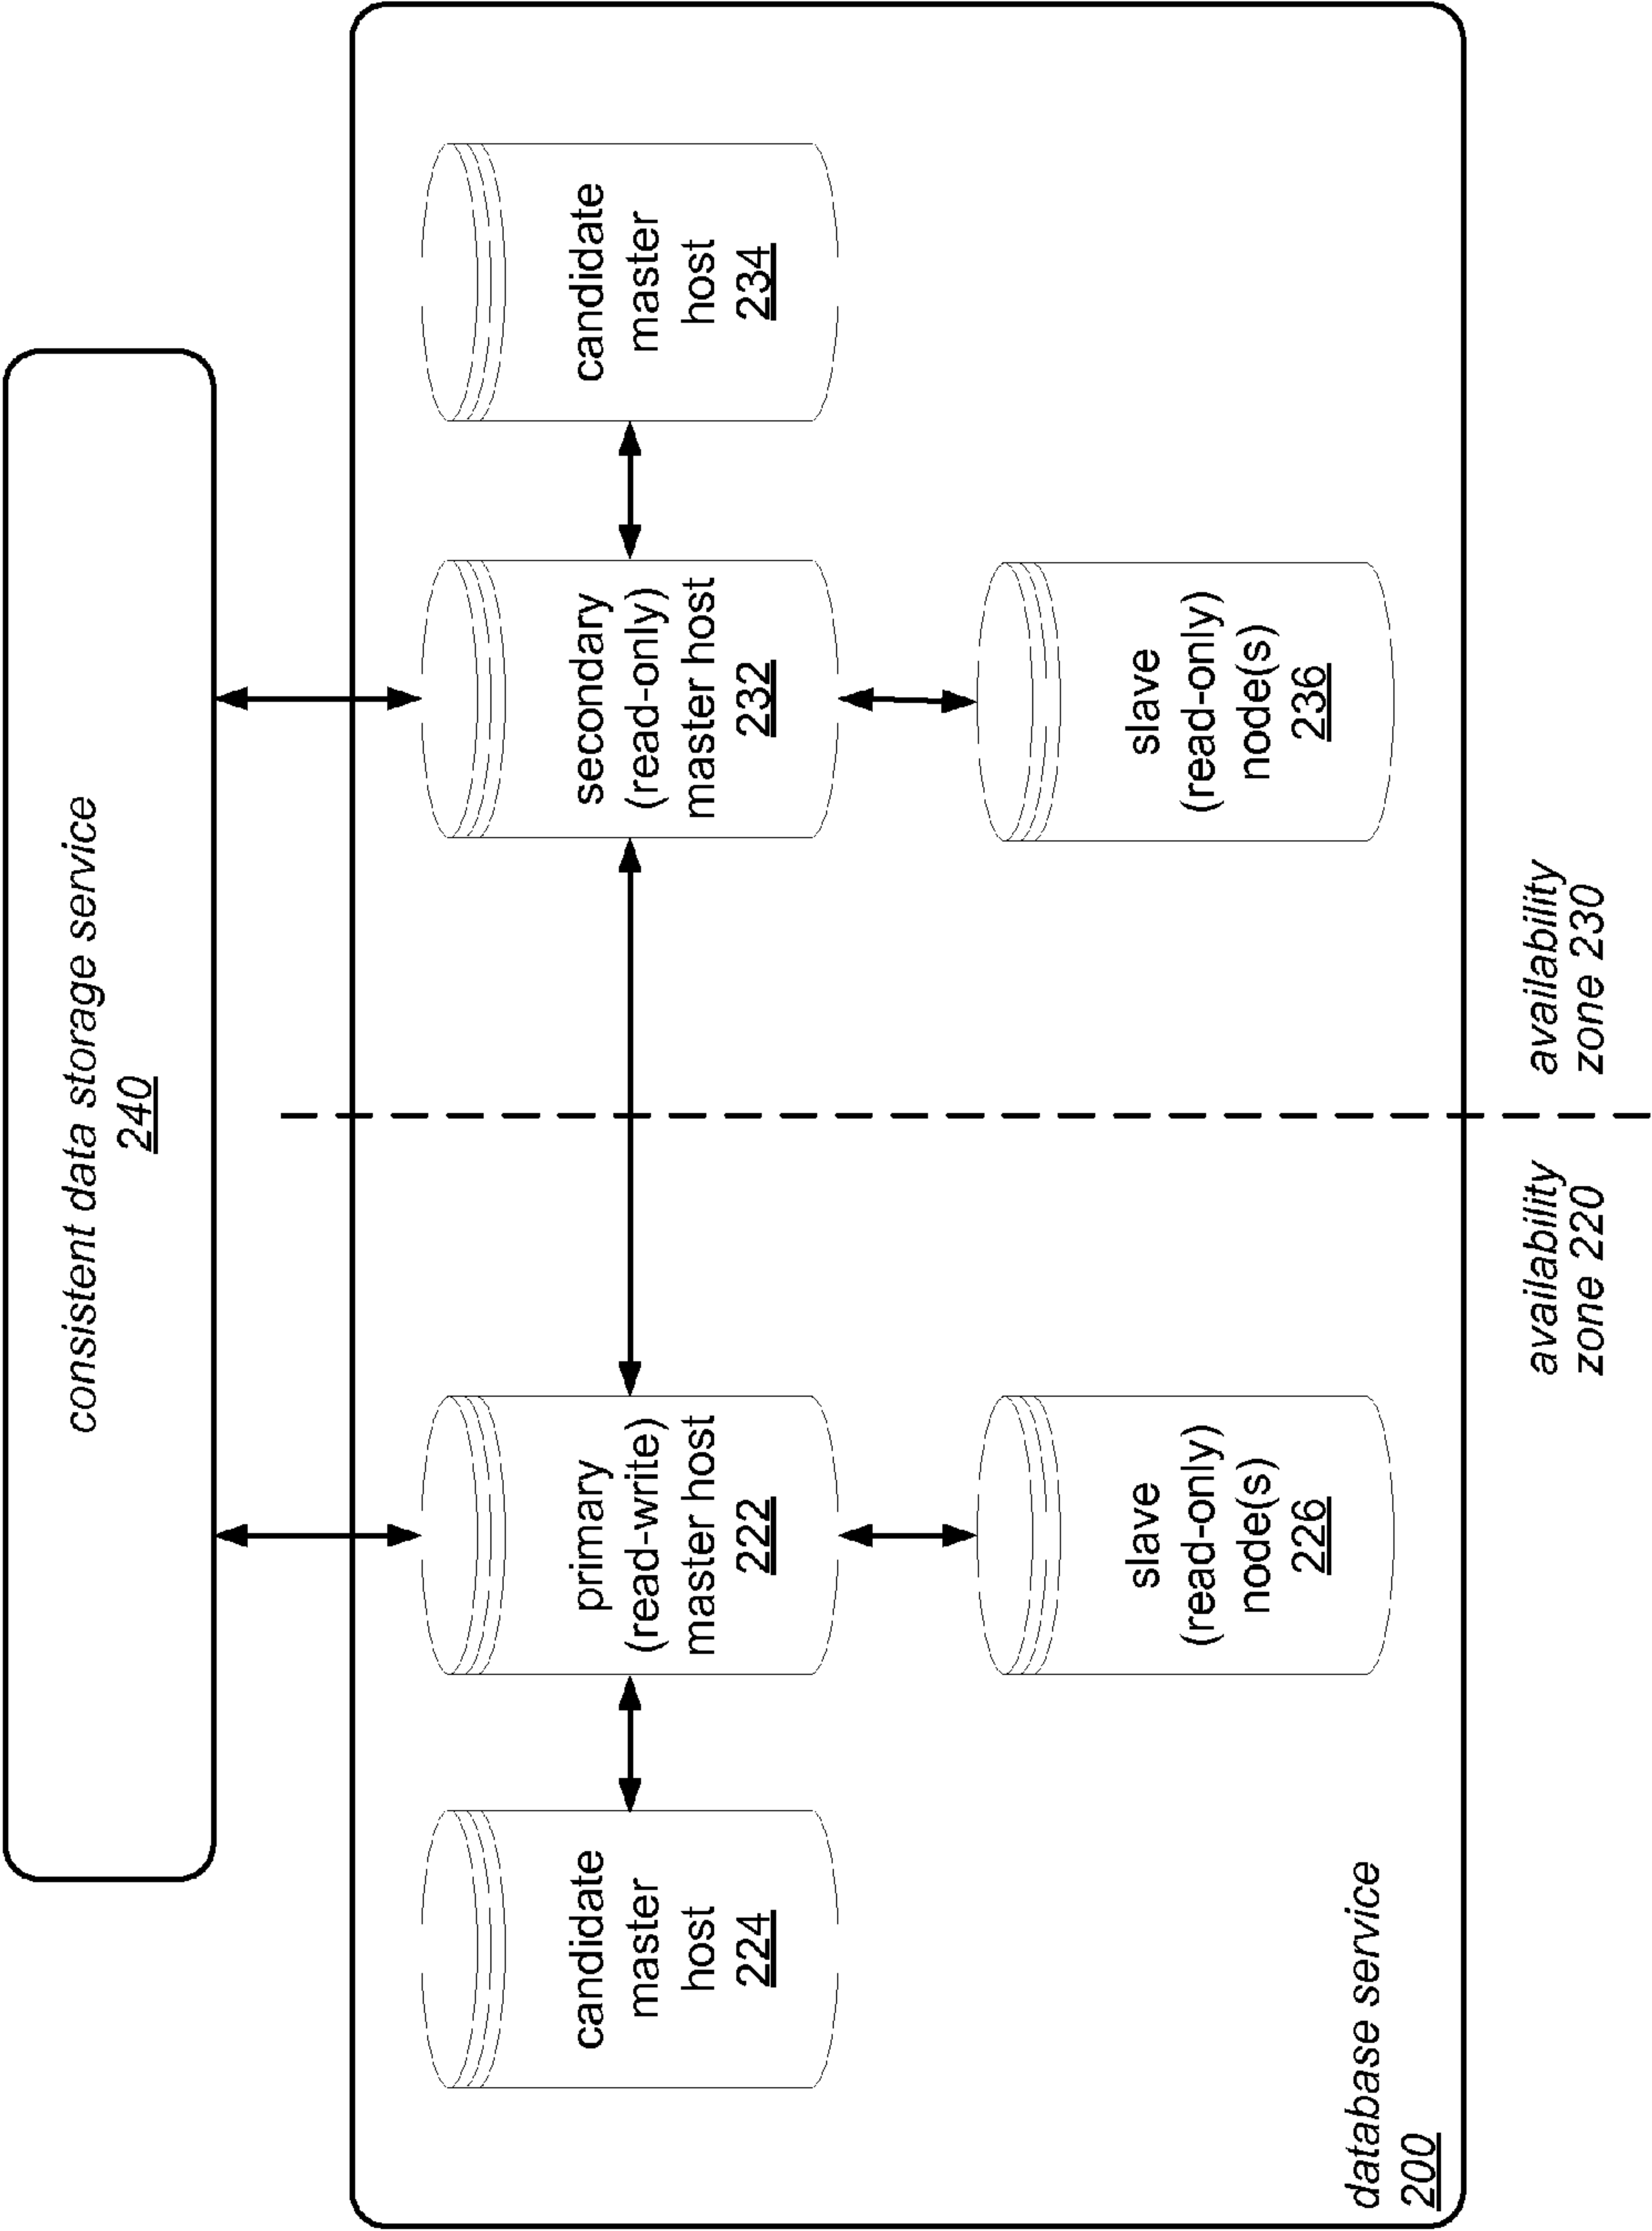 consistent data storage service
240
candidate
master
host
224
primary
(read-write)
master host
222
secondary
(read-only)
master host
232
candidate
master
host
234
slave
(read-only)
node(s)
226
slave
(read-only)
node(s)
236
database service
200
availability
zone 220
availability
zone 230